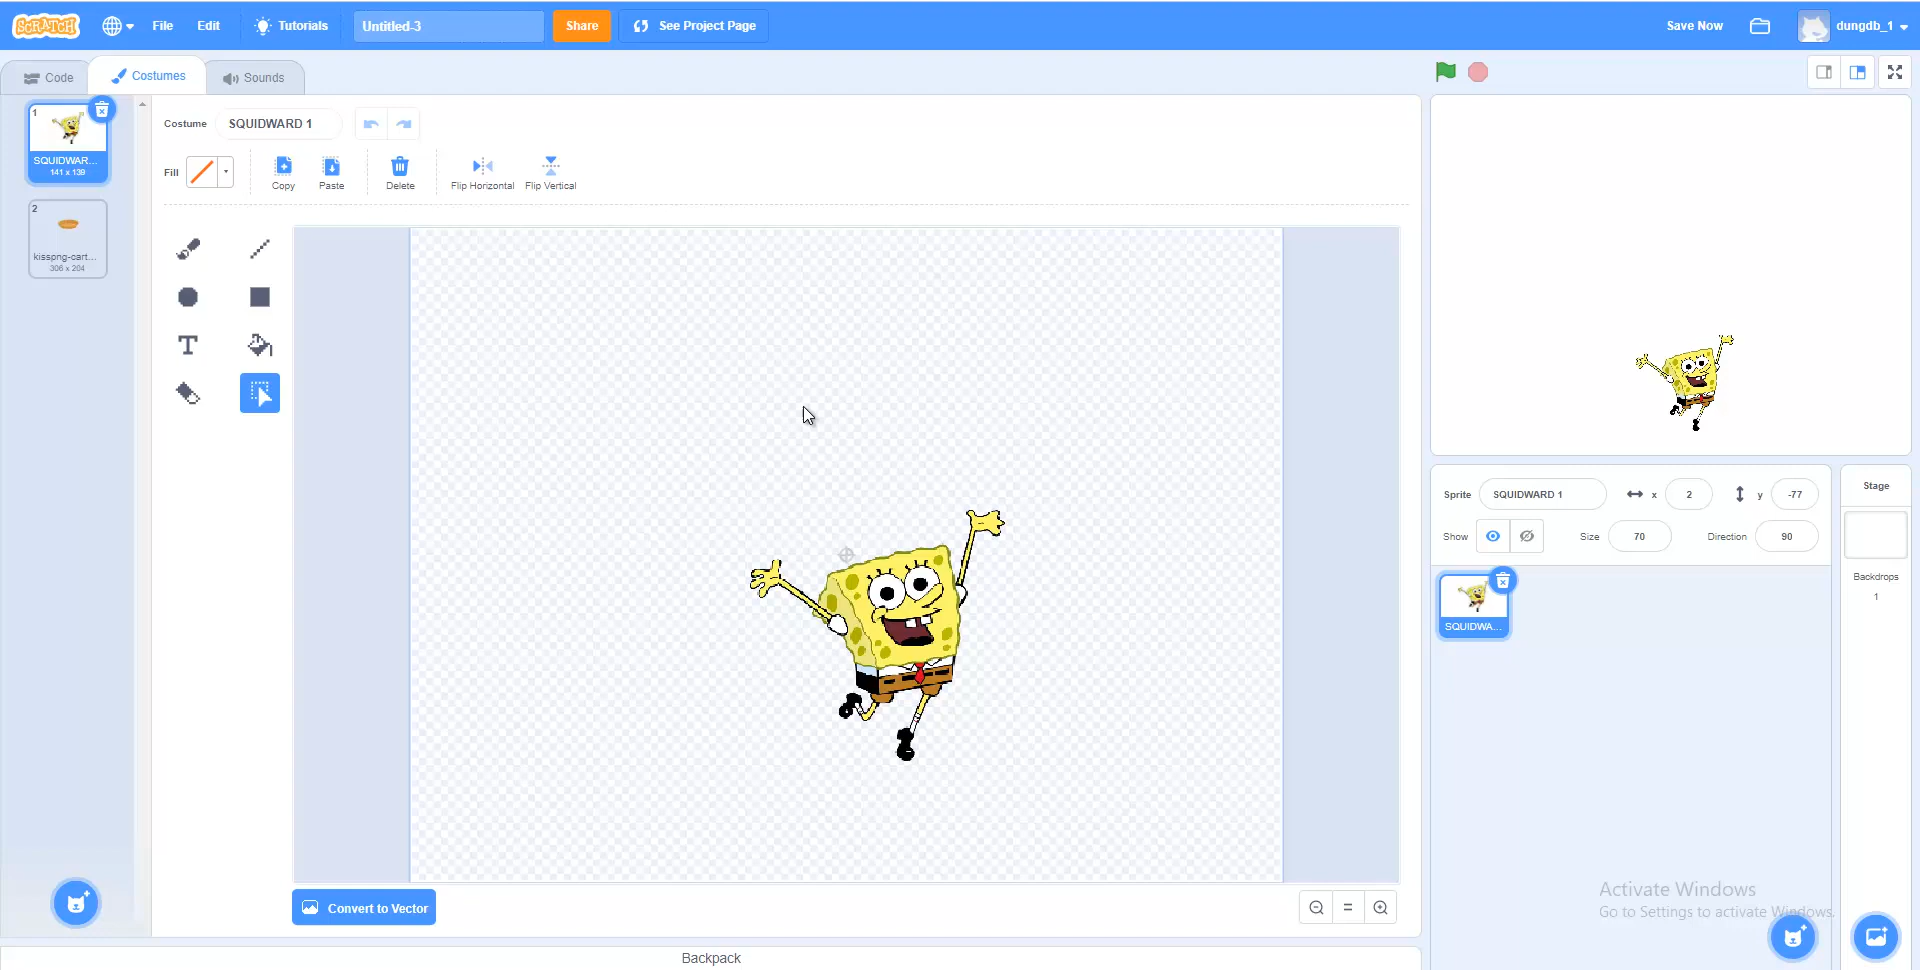 SCRATCH File Edit Tutorials Untitled-3 Share See Project Page Save Now dungdb_1
Code Costumes Sounds
1
SQUIDWAR...
141 x 139
2
kisspng-cart...
306 x 204
Costume SQUIDWARD 1
Fill Copy Paste Delete Flip Horizontal Flip Vertical
T
Convert to Vector
=
Backpack
Sprite SQUIDWARD 1 x 2 y -77
Show Size 70 Direction 90
SQUIDWA...
Stage
Backdrops
1
Activate Windows
Go to Settings to activate Windows.